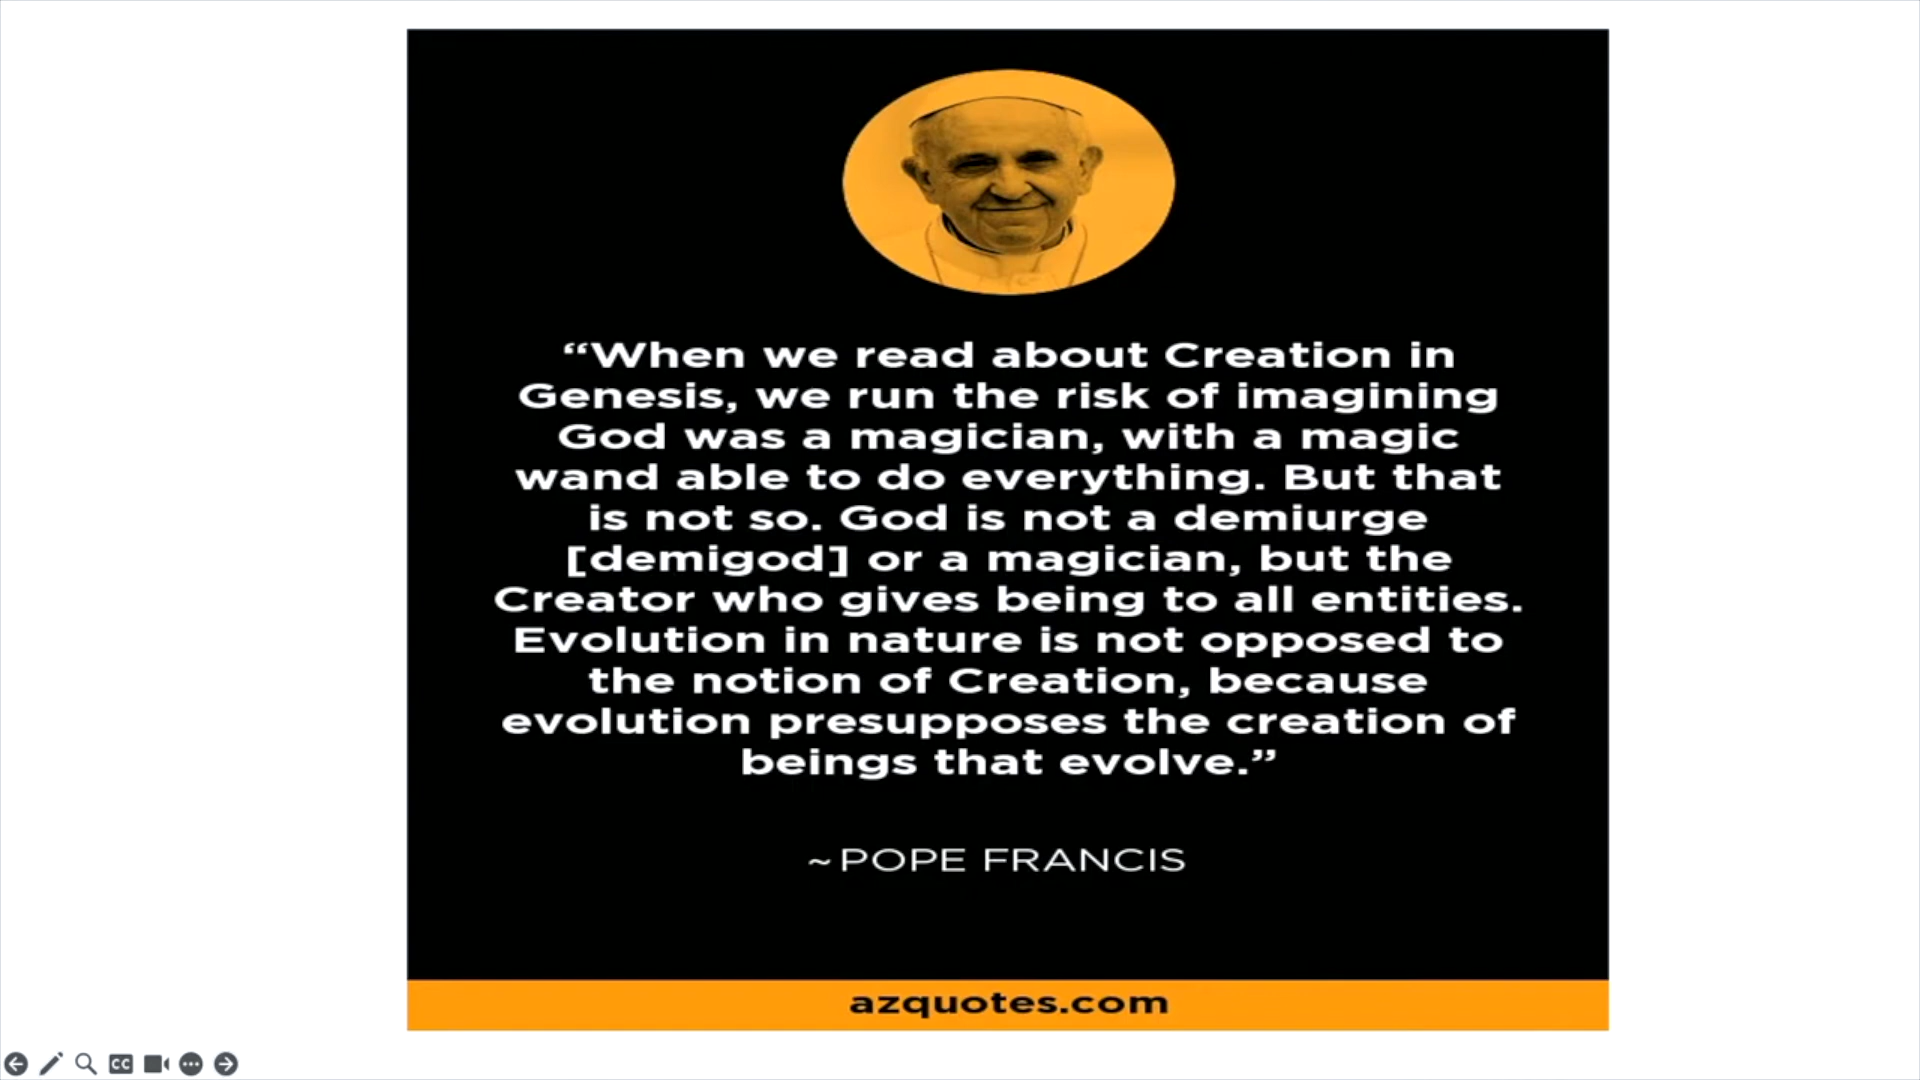 “When we read about Creation in
Genesis, we run the risk of imagining
God was a magician, with a magic
wand able to do everything. But that
is not so. God is not a demiurge
[demigod] or a magician, but the
Creator who gives being to all entities.
Evolution in nature is not opposed to
the notion of Creation, because
evolution presupposes the creation of
beings that evolve.”
~ POPE FRANCIS
azquotes.com
CC